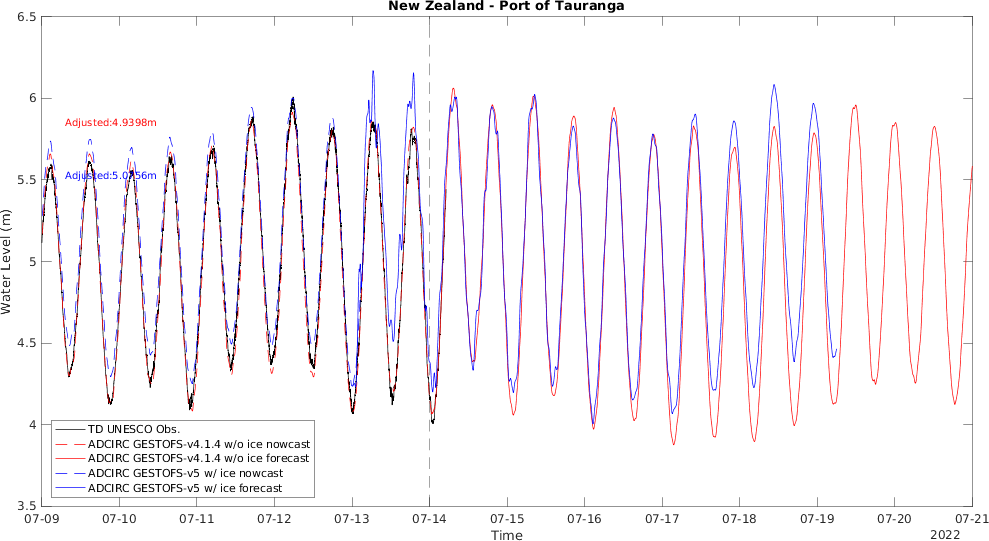 New Zealand - Port of Tauranga
6.5
6
5.5
5
4.5
4
3.5
Water Level (m)
Adjusted:4.9398m
TD UNESCO Obs.
ADCIRC GESTOFS-v4.1.4 w/o ice nowcast
ADCIRC GESTOFS-v4.1.4 w/o ice forecast
ADCIRC GESTOFS-v5 w/ ice nowcast
ADCIRC GESTOFS-v5 w/ ice forecast
07-09 07-10 07-11 07-12 07-13 07-14 07-15 07-16 07-17 07-18 07-19 07-20 07-21
Time
2022